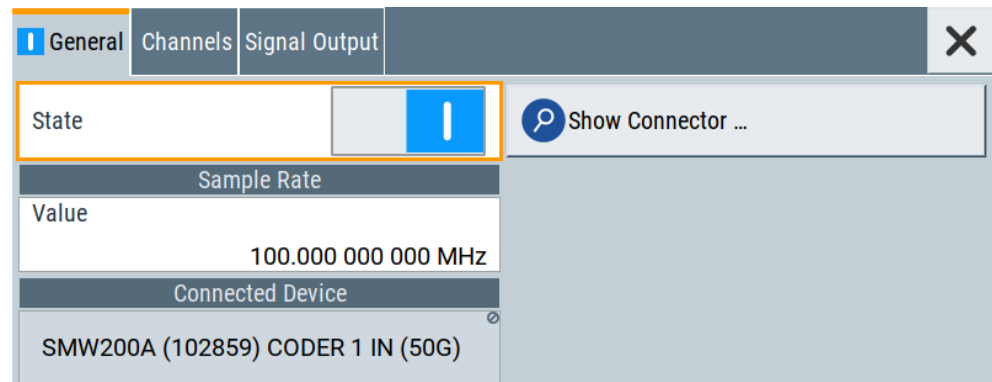 General Channels Signal Output
State
Show Connector ...
Sample Rate
Value
100.000 000 000 MHz
Connected Device
SMW200A (102859) CODER 1 IN (50G)